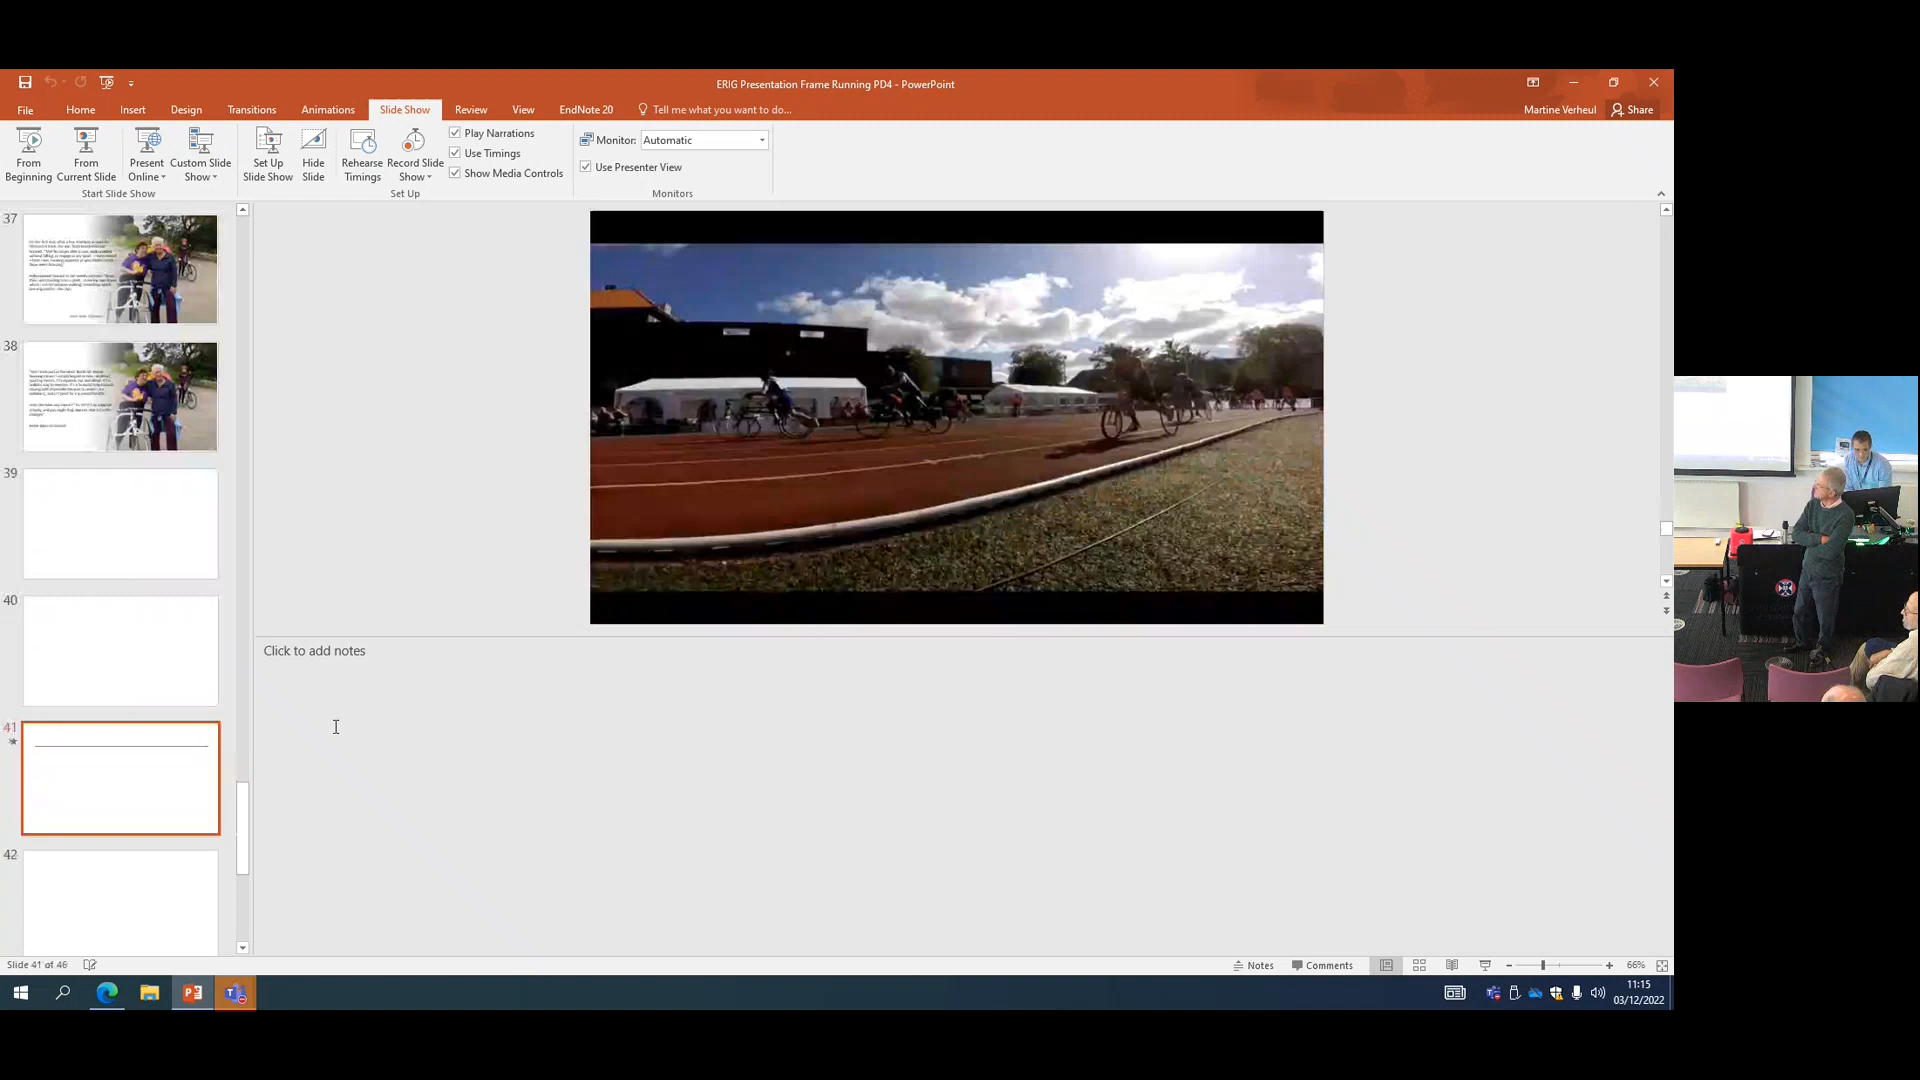 ERIG Presentation Frame Running PD4 - PowerPoint
File Home Insert Design Transitions Animations Slide Show Review View EndNote 20 Tell me what you want to do... Martine Verheul Share
From Beginning
From Current Slide
Present Online
Custom Slide Show
Start Slide Show
Set Up Slide Show
Hide Slide
Rehearse Timings
Record Slide Show
Play Narrations
Use Timings
Show Media Controls
Set Up
Monitor: Automatic
Use Presenter View
Monitors
37
38
39
40
41
42
Click to add notes
Slide 41 of 46
Notes Comments 66%
11:15
03/12/2022